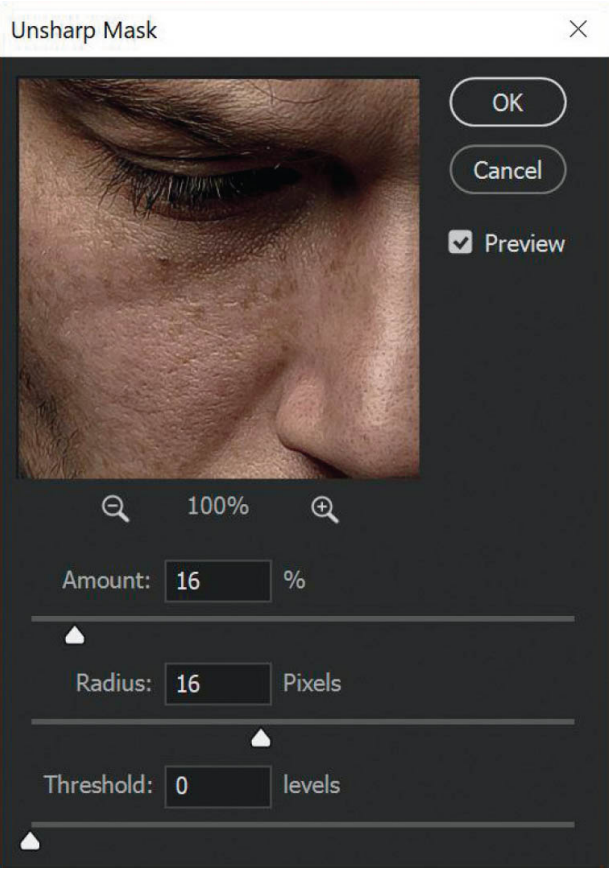 Unsharp Mask
OK
Cancel
Preview
100%
Amount: 16 %
Radius: 16 Pixels
Threshold: 0 levels